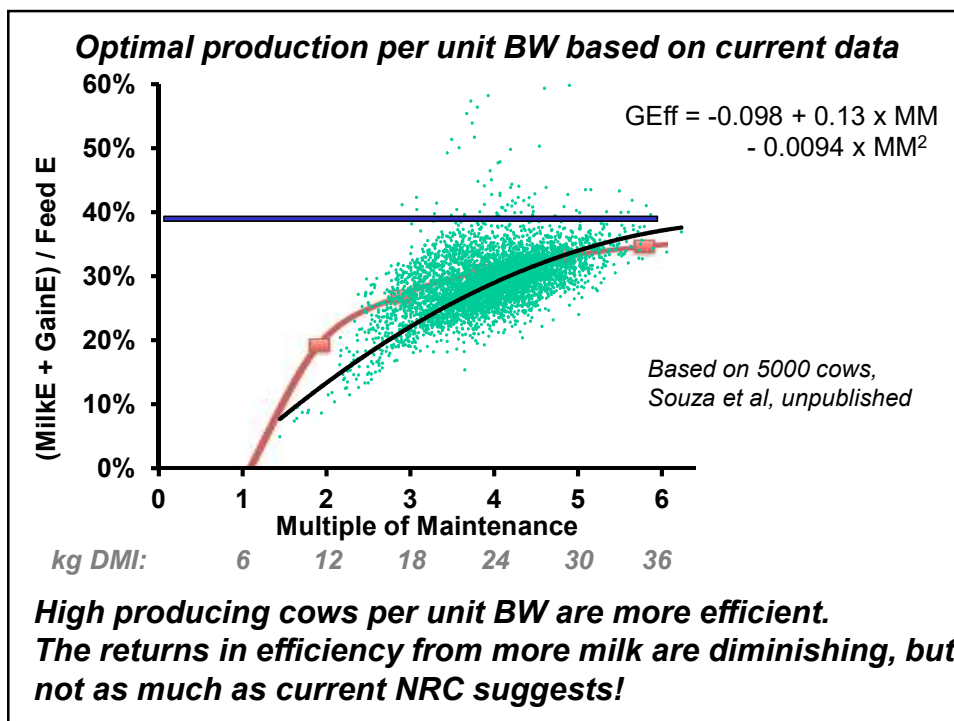 Optimal production per unit BW based on current data
60%
50%
40%
30%
20%
10%
0%
(MilkE + GainE) / Feed E
GEff = -0.098 + 0.13 x MM
- 0.0094 x MM²
Based on 5000 cows,
Souza et al, unpublished
0 1 2 3 4 5 6
Multiple of Maintenance
kg DMI: 6 12 18 24 30 36
High producing cows per unit BW are more efficient.
The returns in efficiency from more milk are diminishing, but
not as much as current NRC suggests!